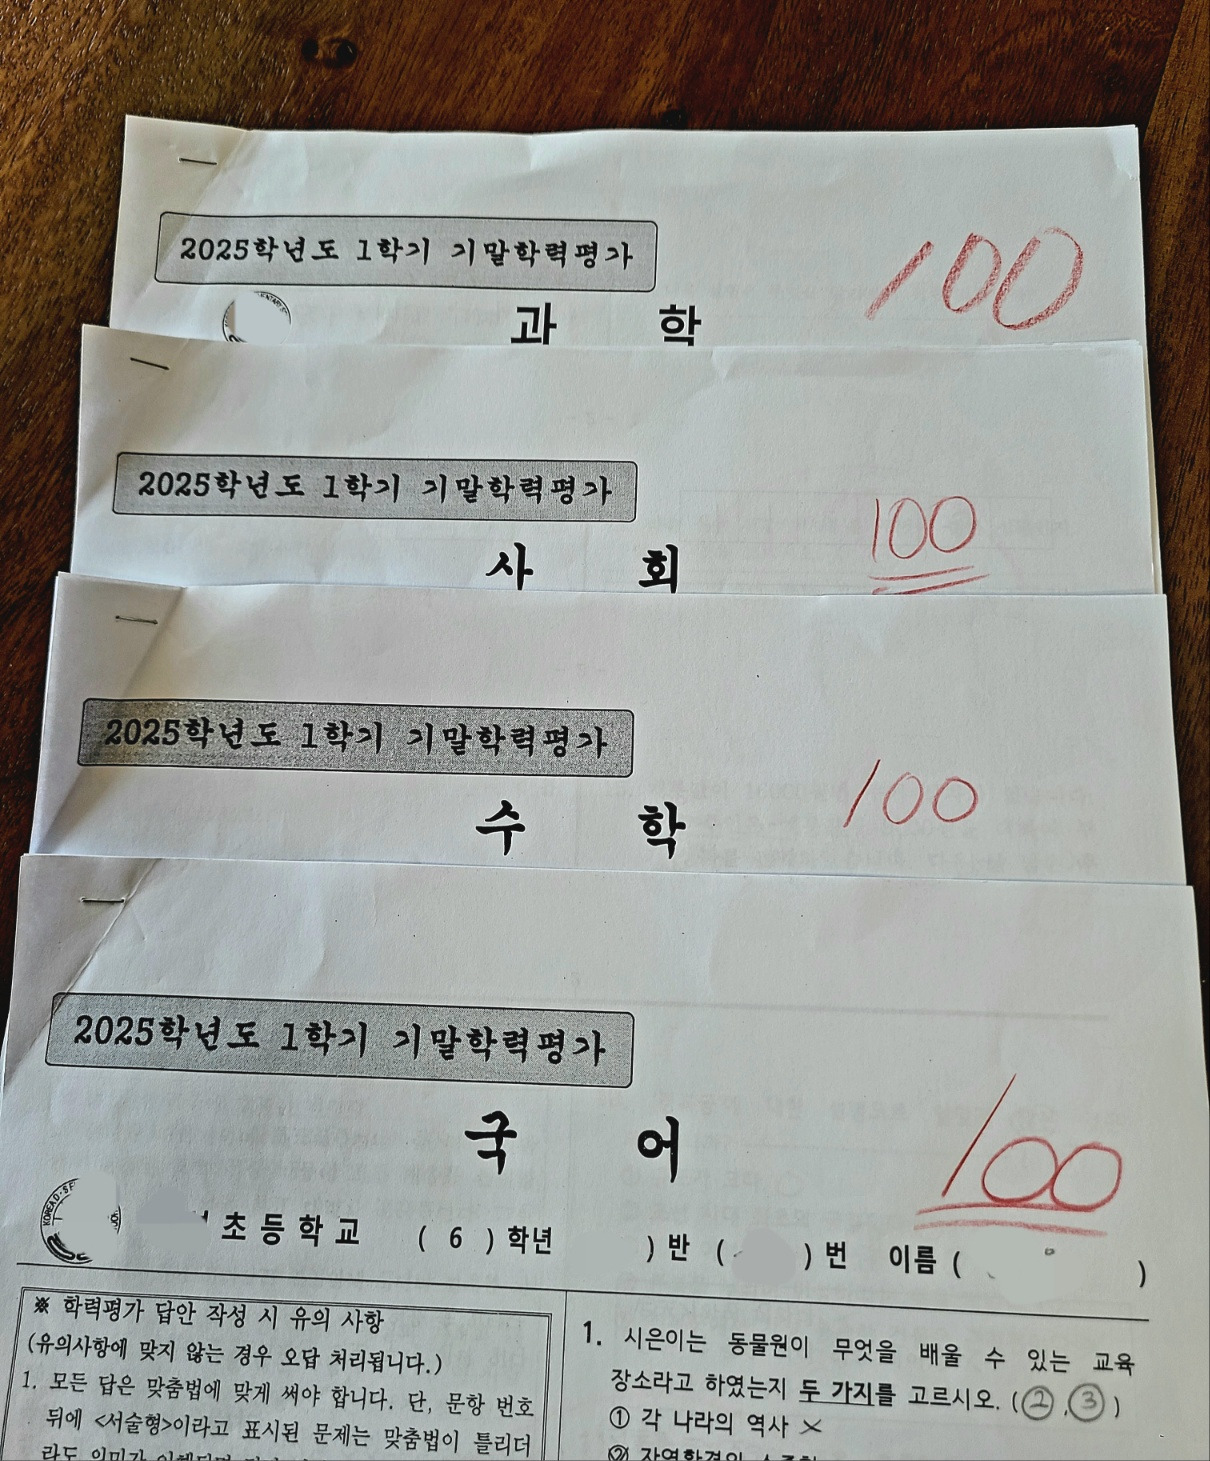 2025학년도 1학기 기말학력평가
100
과 학
2025학년도 1학기 기말학력평가
사 회
100
2025학년도 1학기 기말학력평가
수 학
100
2025학년도 1학기 기말학력평가
국 어
100
초등학교 ( 6 ) 학년 ) 반 ( ) 번 이름 ( )
※ 학력평가 답안 작성 시 유의 사항
(유의사항에 맞지 않는 경우 오답 처리됩니다.)
1. 모든 답은 맞춤법에 맞게 써야 합니다. 단, 문항 번호
뒤에 <서술형>이라고 표시된 문제는 맞춤법이 틀리더
1. 시은이는 동물원이 무엇을 배울 수 있는 교육
장소라고 하였는지 두 가지를 고르시오. (②,③)
① 각 나라의 역사 ×